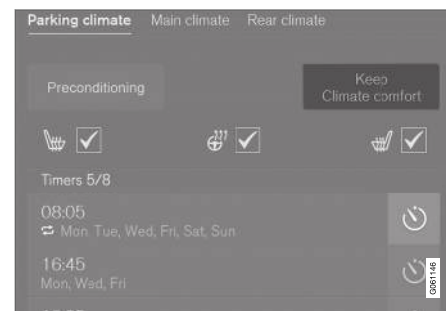 Parking climate Main climate Rear climate
Preconditioning
Keep
Climate comfort
Timers 5/8
08:05
Mon, Tue, Wed, Fri, Sat, Sun
16:45
Mon, Wed, Fri
G061146